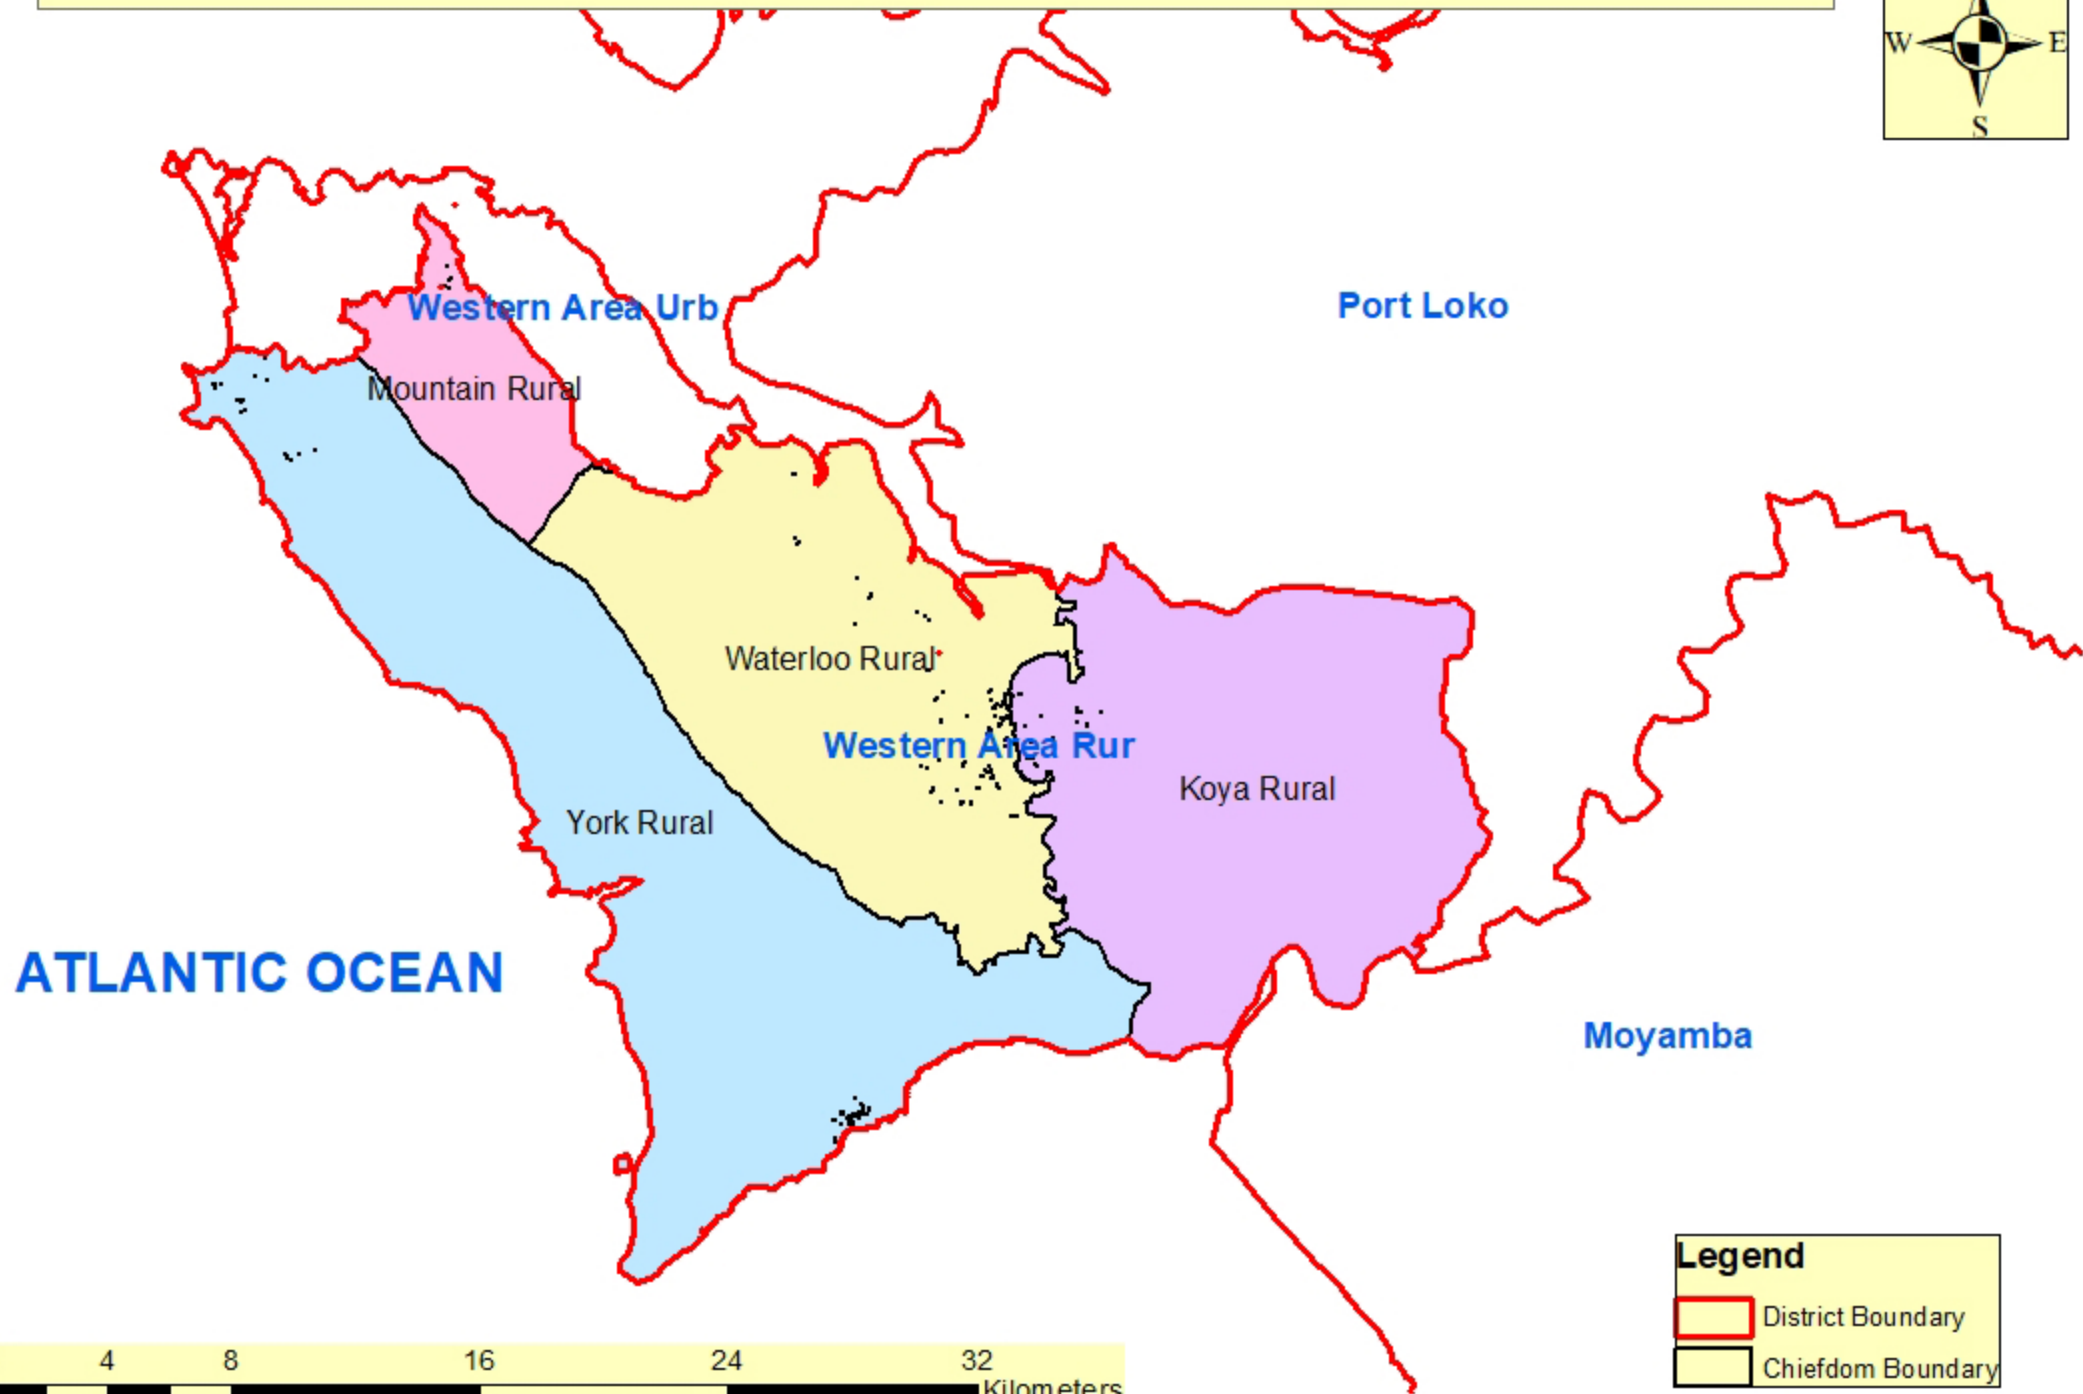 W E
S
Western Area Urb
Port Loko
Mountain Rural
Waterloo Rural
Western Area Rur
Koya Rural
York Rural
ATLANTIC OCEAN
Moyamba
Legend
District Boundary
Chiefdom Boundary
4 8 16 24 32
Kilometers